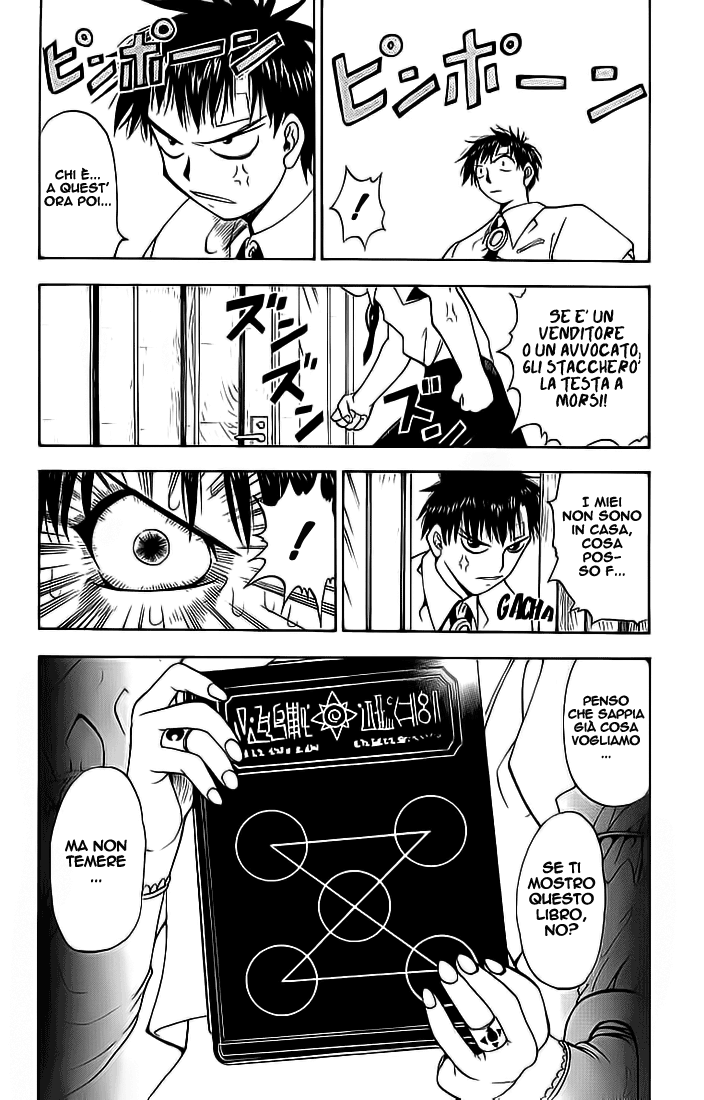 ピンポーン
!
ピンポーン
CHI È...
A QUEST'
ORA POI...
SE E' UN
VENDITORE
O UN AVVOCATO,
GLI STACCHERO'
LA TESTA A
MORSI!
ズンズン
ズン
I MIEI
NON SONO
IN CASA,
COSA
POS-
SO F...
GACHA
!
PENSO
CHE SAPPIA
GIÀ COSA
VOGLIAMO
...
SE TI
MOSTRO
QUESTO
LIBRO,
NO?
MA NON
TEMERE
...